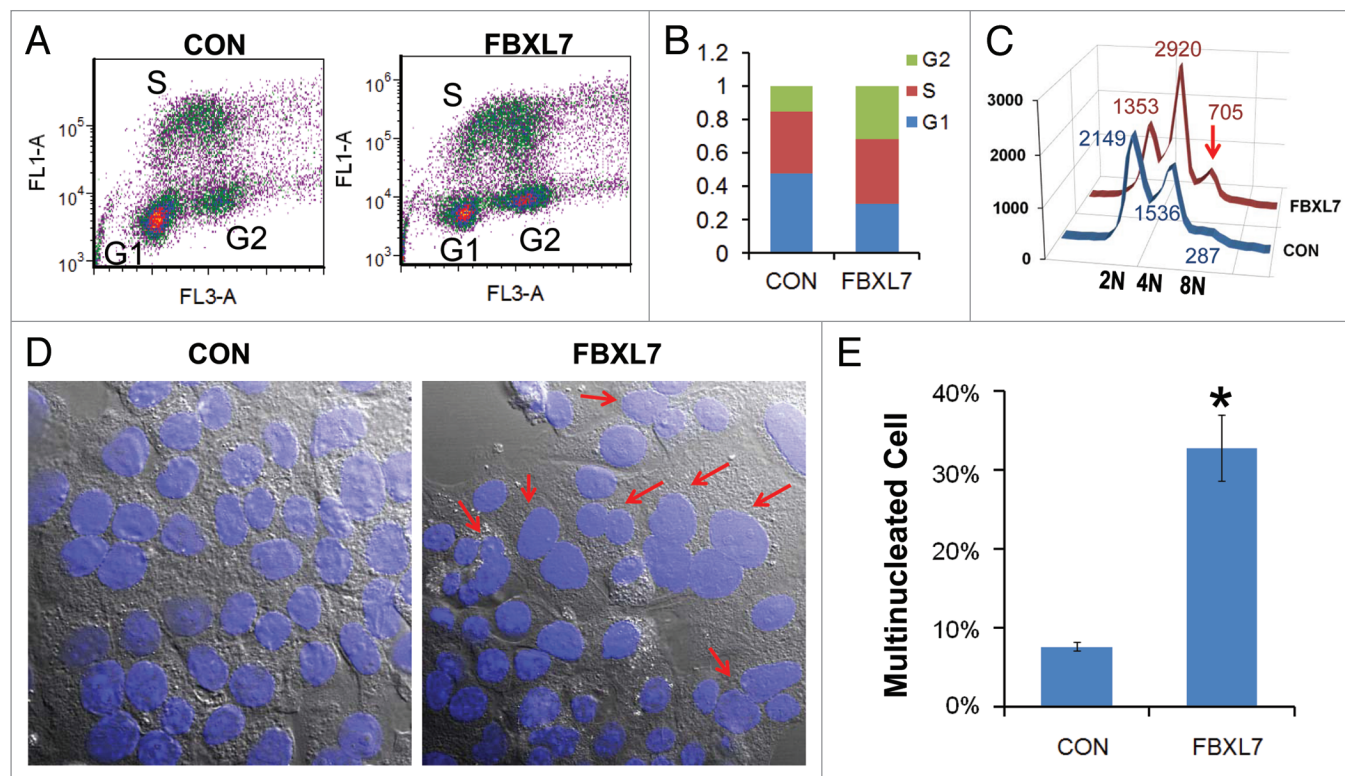 A
CON
FBXL7
S
G1
G2
10^5
10^4
10^3
FL1-A
FL3-A
S
G1
G2
10^6
10^5
10^4
10^3
FL1-A
FL3-A
B
1.2
1
0.8
0.6
0.4
0.2
0
G2
S
G1
CON FBXL7
C
3000
2000
1000
0
2920
1353
705
2149
1536
287
FBXL7
CON
2N 4N 8N
D
CON
FBXL7
E
Multinucleated Cell
40%
30%
20%
10%
0%
*
CON FBXL7